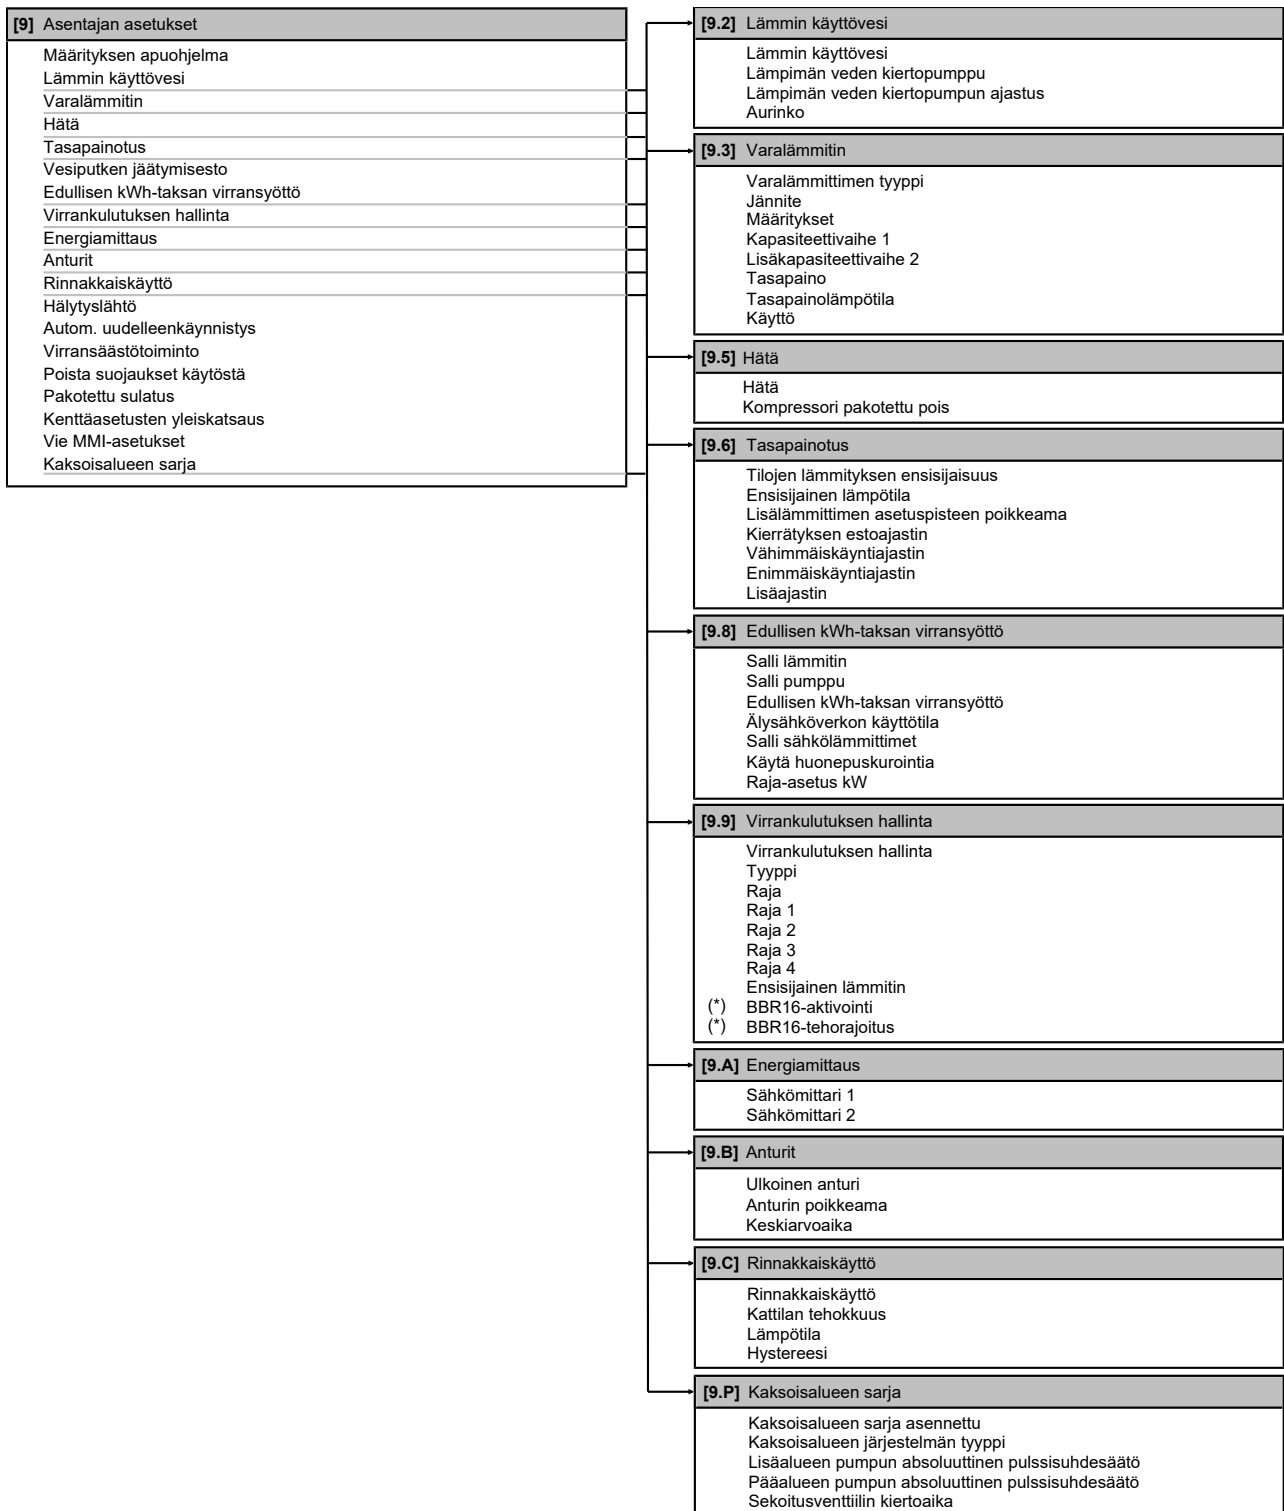 [9] Asentajan asetukset
Määrityksen apuohjelma
Lämmin käyttövesi
Varalämmitin
Hätä
Tasapainotus
Vesiputken jäätymisesto
Edullisen kWh-taksan virransyöttö
Virrankulutuksen hallinta
Energiamittaus
Anturit
Rinnakkaiskäyttö
Hälytyslähtö
Autom. uudelleenkäynnistys
Virransäästötoiminto
Poista suojaukset käytöstä
Pakotettu sulatus
Kenttäasetusten yleiskatsaus
Vie MMI-asetukset
Kaksoisalueen sarja
[9.2] Lämmin käyttövesi
Lämmin käyttövesi
Lämpimän veden kiertopumppu
Lämpimän veden kiertopumpun ajastus
Aurinko
[9.3] Varalämmitin
Varalämmittimen tyyppi
Jännite
Määritykset
Kapasiteettivaihe 1
Lisäkapasiteettivaihe 2
Tasapaino
Tasapainolämpötila
Käyttö
[9.5] Hätä
Hätä
Kompressori pakotettu pois
[9.6] Tasapainotus
Tilojen lämmityksen ensisijaisuus
Ensisijainen lämpötila
Lisälämmittimen asetuspisteen poikkeama
Kierrätyksen estoajastin
Vähimmäiskäyntiajastin
Enimmäiskäyntiajastin
Lisäajastin
[9.8] Edullisen kWh-taksan virransyöttö
Salli lämmitin
Salli pumppu
Edullisen kWh-taksan virransyöttö
Älysähköverkon käyttötila
Salli sähkölämmittimet
Käytä huonepuskurointia
Raja-asetus kW
[9.9] Virrankulutuksen hallinta
Virrankulutuksen hallinta
Tyyppi
Raja
Raja 1
Raja 2
Raja 3
Raja 4
Ensisijainen lämmitin
(*) BBR16-aktivointi
(*) BBR16-tehorajoitus
[9.A] Energiamittaus
Sähkömittari 1
Sähkömittari 2
[9.B] Anturit
Ulkoinen anturi
Anturin poikkeama
Keskiarvoaika
[9.C] Rinnakkaiskäyttö
Rinnakkaiskäyttö
Kattilan tehokkuus
Lämpötila
Hystereesi
[9.P] Kaksoisalueen sarja
Kaksoisalueen sarja asennettu
Kaksoisalueen järjestelmän tyyppi
Lisäalueen pumpun absoluuttinen pulssisuhdesäätö
Pääalueen pumpun absoluuttinen pulssisuhdesäätö
Sekoitusventtiilin kiertoaika